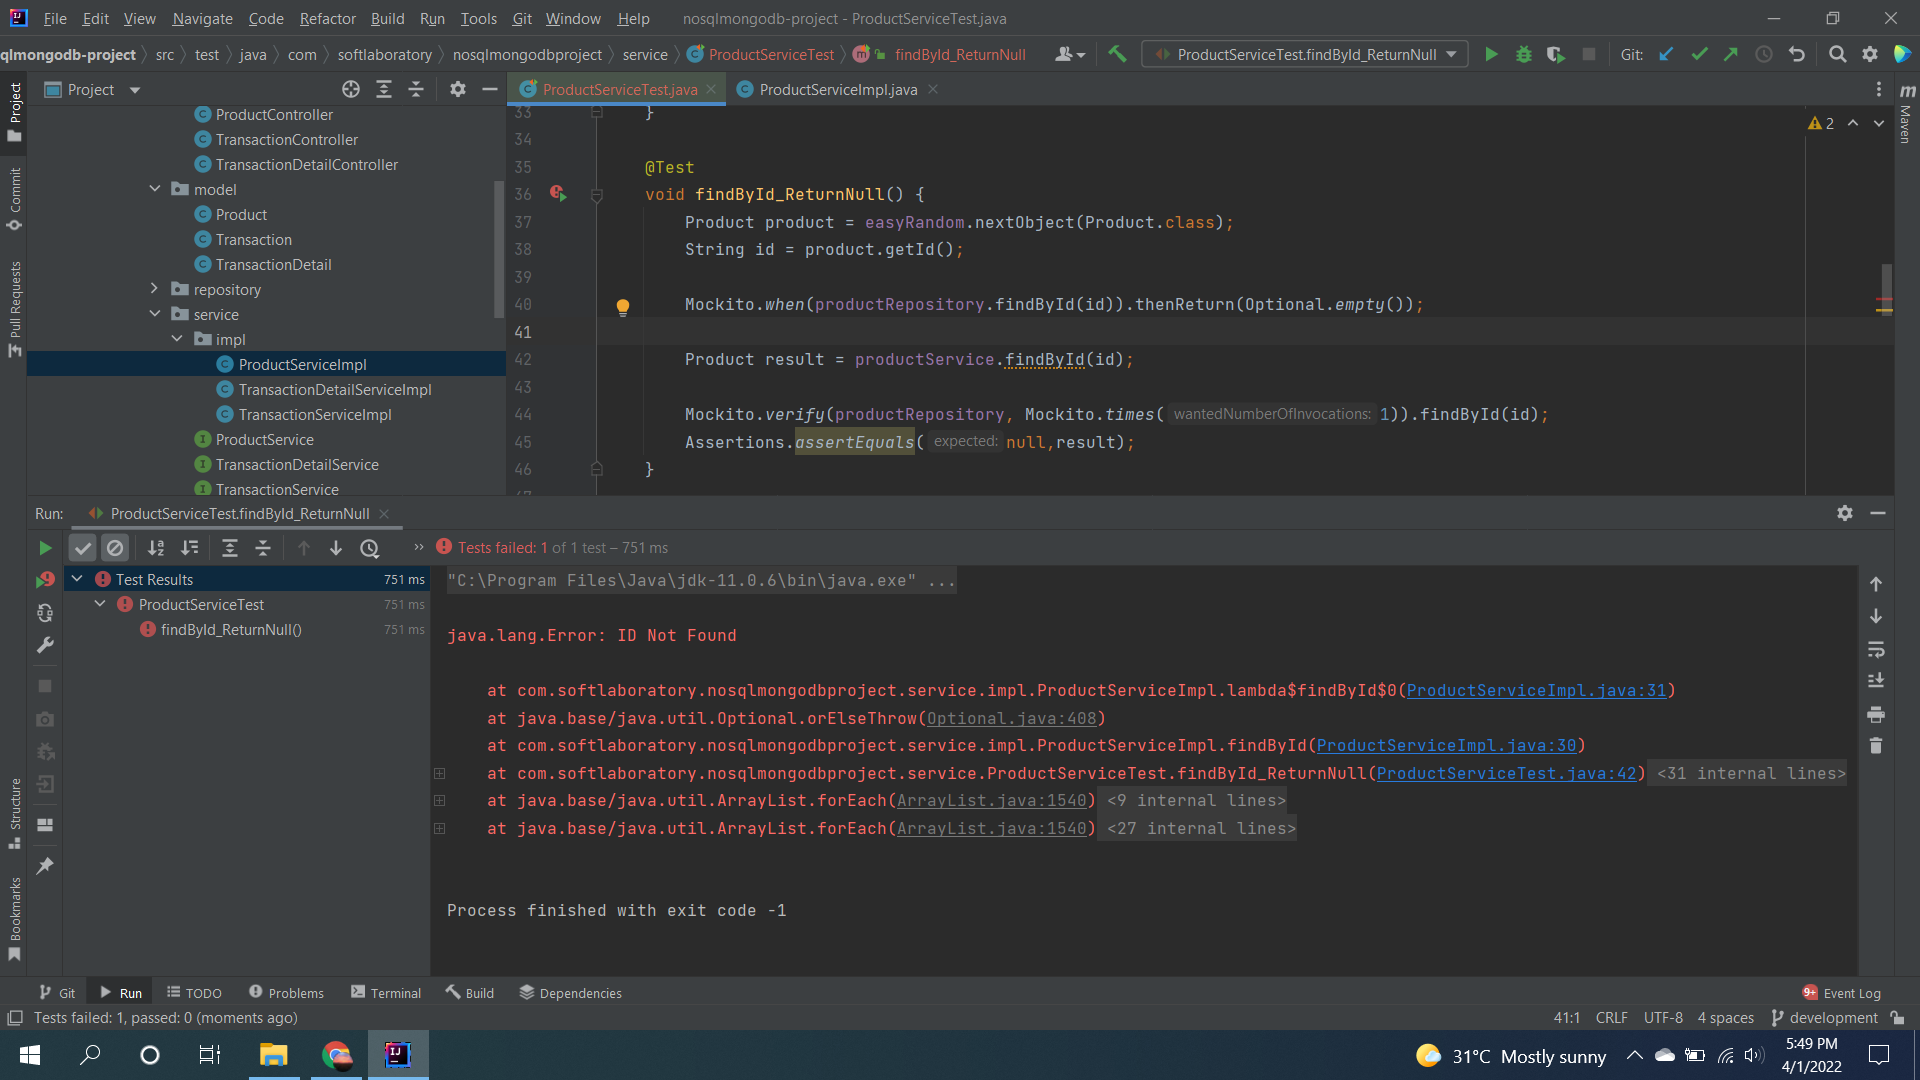 File Edit View Navigate Code Refactor Build Run Tools Git Window Help nosqlmongodb-project - ProductServiceTest.java
qlmongodb-project src test java com softlaboratory nosqlmongodbproject service ProductServiceTest findById_ReturnNull ProductServiceTest.findById_ReturnNull Git:
Project
ProductServiceTest.java ProductServiceImpl.java
ProductController
TransactionController
TransactionDetailController
model
Product
Transaction
TransactionDetail
repository
service
impl
ProductServiceImpl
TransactionDetailServiceImpl
TransactionServiceImpl
ProductService
TransactionDetailService
TransactionService
Project
Commit
Pull Requests
Structure
Bookmarks
Maven
2
33 }
34
35 @Test
36 void findById_ReturnNull() {
37 Product product = easyRandom.nextObject(Product.class);
38 String id = product.getId();
39
40 Mockito.when(productRepository.findById(id)).thenReturn(Optional.empty());
41
42 Product result = productService.findById(id);
43
44 Mockito.verify(productRepository, Mockito.times( wantedNumberOfInvocations: 1)).findById(id);
45 Assertions.assertEquals( expected: null,result);
46 }
Run: ProductServiceTest.findById_ReturnNull
Tests failed: 1 of 1 test – 751 ms
Test Results 751 ms
ProductServiceTest 751 ms
findById_ReturnNull() 751 ms
"C:\Program Files\Java\jdk-11.0.6\bin\java.exe" ...
java.lang.Error: ID Not Found
at com.softlaboratory.nosqlmongodbproject.service.impl.ProductServiceImpl.lambda$findById$0(ProductServiceImpl.java:31)
at java.base/java.util.Optional.orElseThrow(Optional.java:408)
at com.softlaboratory.nosqlmongodbproject.service.impl.ProductServiceImpl.findById(ProductServiceImpl.java:30)
at com.softlaboratory.nosqlmongodbproject.service.ProductServiceTest.findById_ReturnNull(ProductServiceTest.java:42) <31 internal lines>
at java.base/java.util.ArrayList.forEach(ArrayList.java:1540) <9 internal lines>
at java.base/java.util.ArrayList.forEach(ArrayList.java:1540) <27 internal lines>
Process finished with exit code -1
Git Run TODO Problems Terminal Build Dependencies 9+ Event Log
Tests failed: 1, passed: 0 (moments ago) 41:1 CRLF UTF-8 4 spaces development
31°C Mostly sunny
5:49 PM
4/1/2022